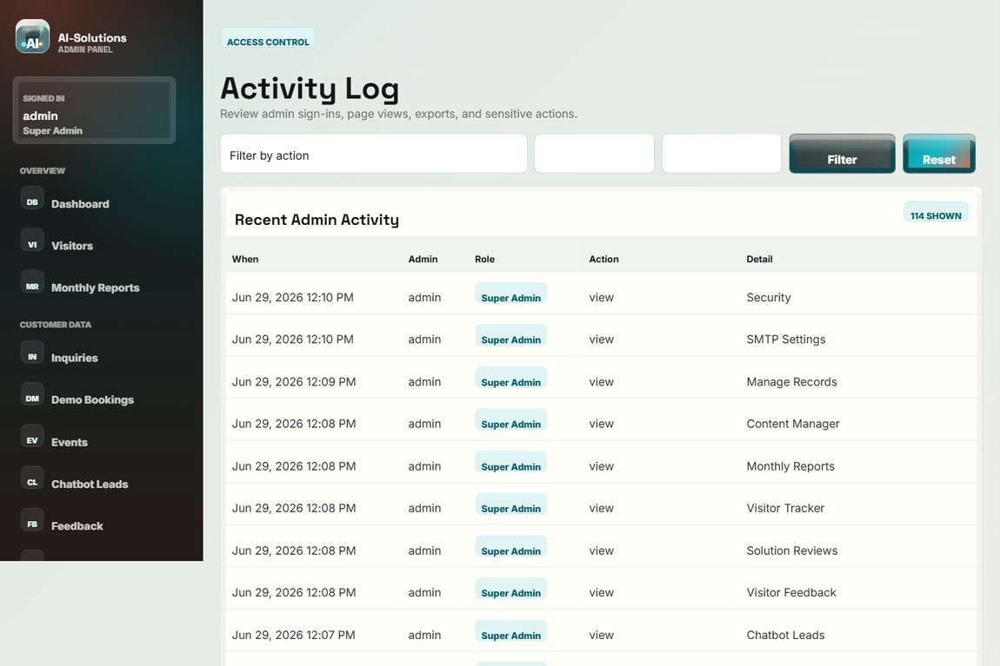 AI
AI-Solutions
ADMIN PANEL
SIGNED IN
admin
Super Admin
OVERVIEW
DB Dashboard
VI Visitors
MR Monthly Reports
CUSTOMER DATA
IN Inquiries
DM Demo Bookings
EV Events
CL Chatbot Leads
FB Feedback
ACCESS CONTROL
Activity Log
Review admin sign-ins, page views, exports, and sensitive actions.
Filter by action Filter Reset
Recent Admin Activity 114 SHOWN
When Admin Role Action Detail
Jun 29, 2026 12:10 PM admin Super Admin view Security
Jun 29, 2026 12:10 PM admin Super Admin view SMTP Settings
Jun 29, 2026 12:09 PM admin Super Admin view Manage Records
Jun 29, 2026 12:08 PM admin Super Admin view Content Manager
Jun 29, 2026 12:08 PM admin Super Admin view Monthly Reports
Jun 29, 2026 12:08 PM admin Super Admin view Visitor Tracker
Jun 29, 2026 12:08 PM admin Super Admin view Solution Reviews
Jun 29, 2026 12:08 PM admin Super Admin view Visitor Feedback
Jun 29, 2026 12:07 PM admin Super Admin view Chatbot Leads